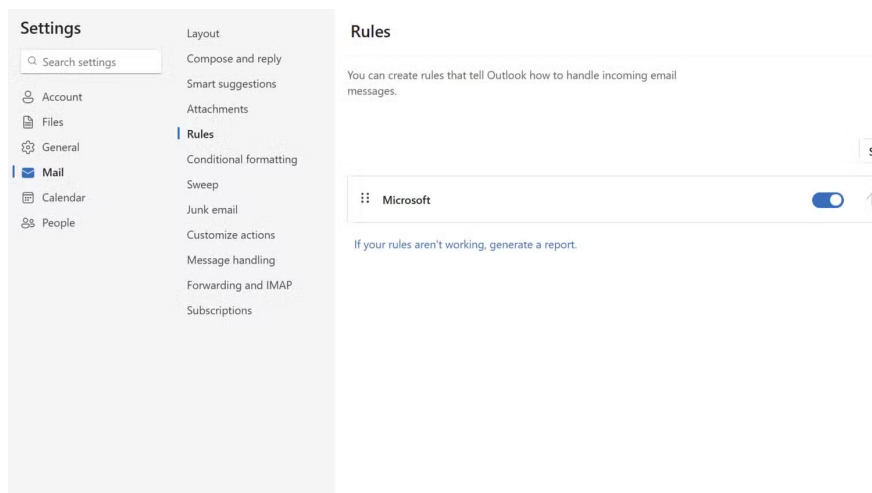 Settings
Search settings
Account
Files
General
Mail
Calendar
People
Layout
Compose and reply
Smart suggestions
Attachments
Rules
Conditional formatting
Sweep
Junk email
Customize actions
Message handling
Forwarding and IMAP
Subscriptions
Rules
You can create rules that tell Outlook how to handle incoming email
messages.
Microsoft
If your rules aren't working, generate a report.